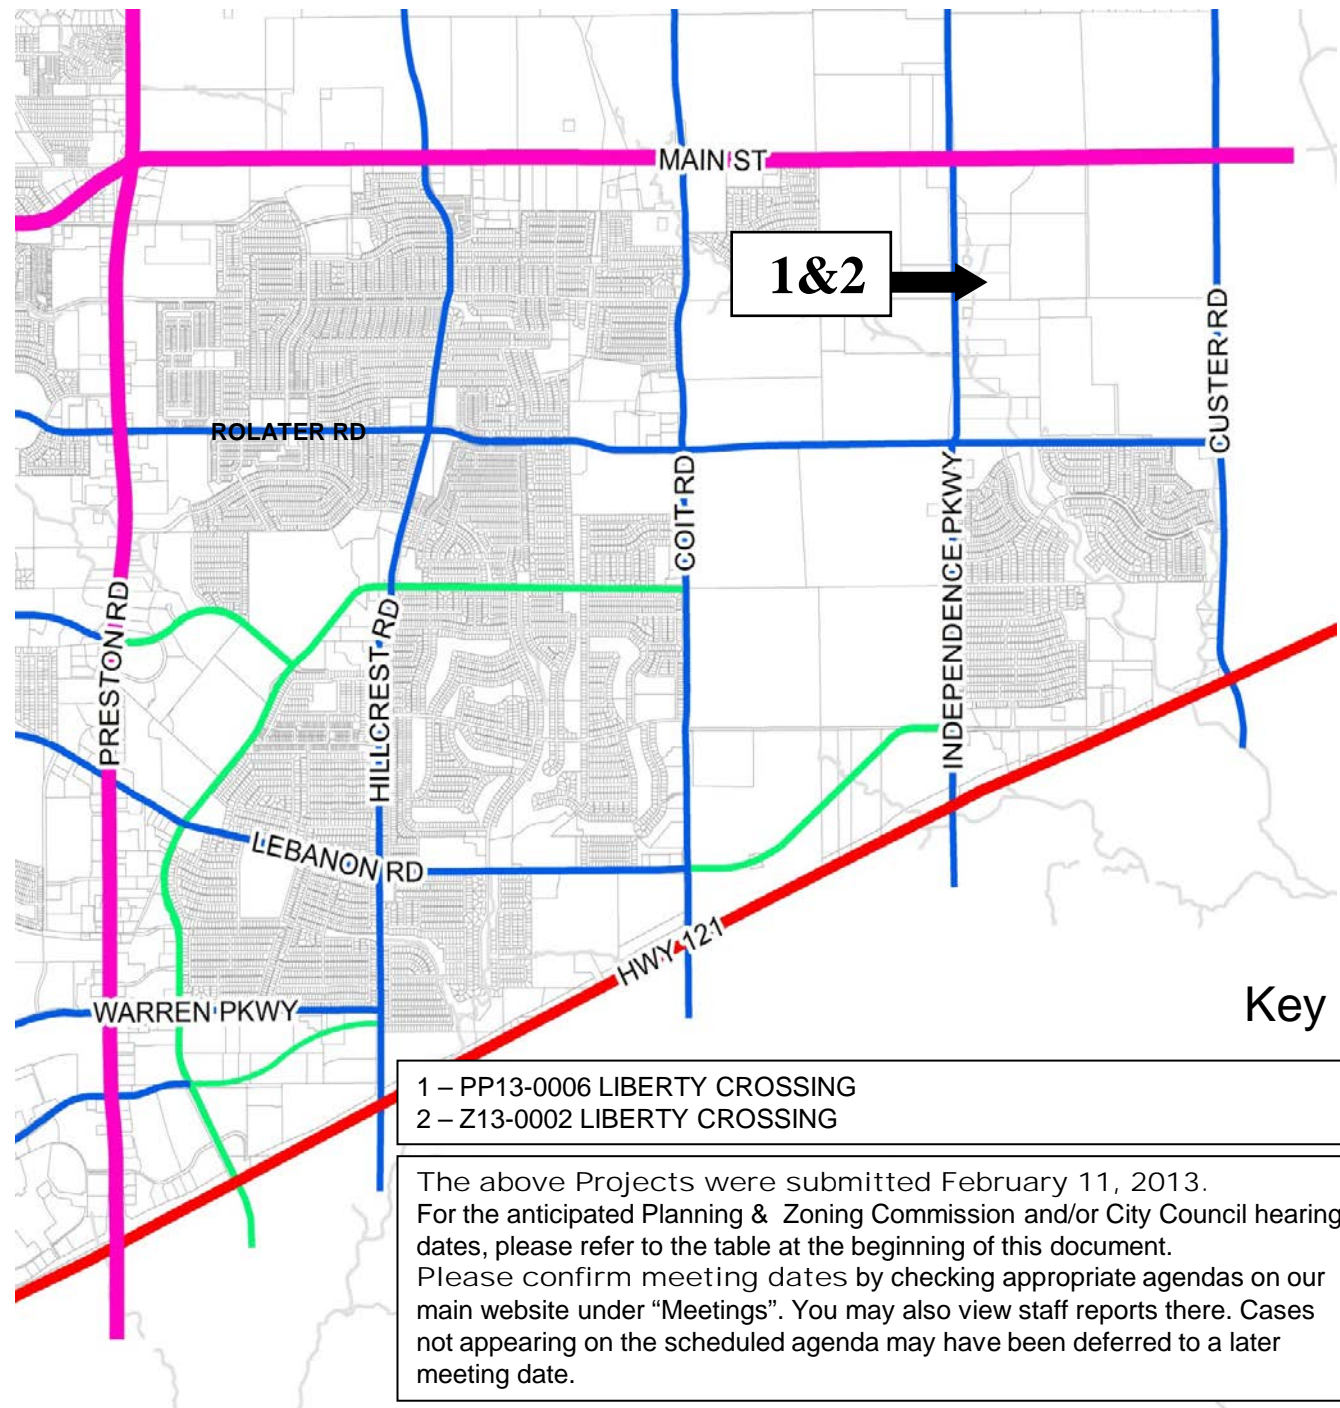 MAIN ST
1&2
CUSTER RD
ROLATER RD
COIT RD
INDEPENDENCE PKWY
PRESTON RD
HILLCREST RD
LEBANON RD
HWY 121
WARREN PKWY
Key
1 – PP13-0006 LIBERTY CROSSING
2 – Z13-0002 LIBERTY CROSSING
The above Projects were submitted February 11, 2013.
For the anticipated Planning & Zoning Commission and/or City Council hearing
dates, please refer to the table at the beginning of this document.
Please confirm meeting dates by checking appropriate agendas on our
main website under “Meetings”. You may also view staff reports there. Cases
not appearing on the scheduled agenda may have been deferred to a later
meeting date.